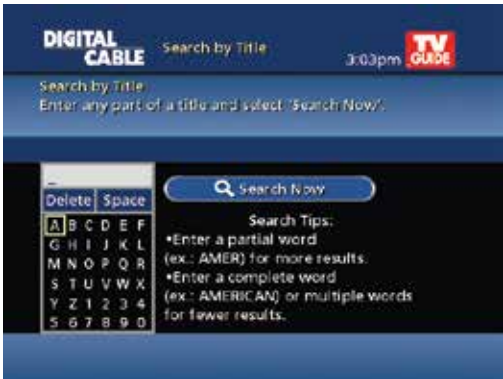 DIGITAL
CABLE
Search by Title
3:03pm
TV
GUIDE
Search by Title
Enter any part of a title and select 'Search Now'.
_
Delete Space
A B C D E F
G H I J K L
M N O P Q R
S T U V W X
Y Z 1 2 3 4
5 6 7 8 9 0
Search Now
Search Tips:
•Enter a partial word
(ex.: AMER) for more results.
•Enter a complete word
(ex.: AMERICAN) or multiple words
for fewer results.